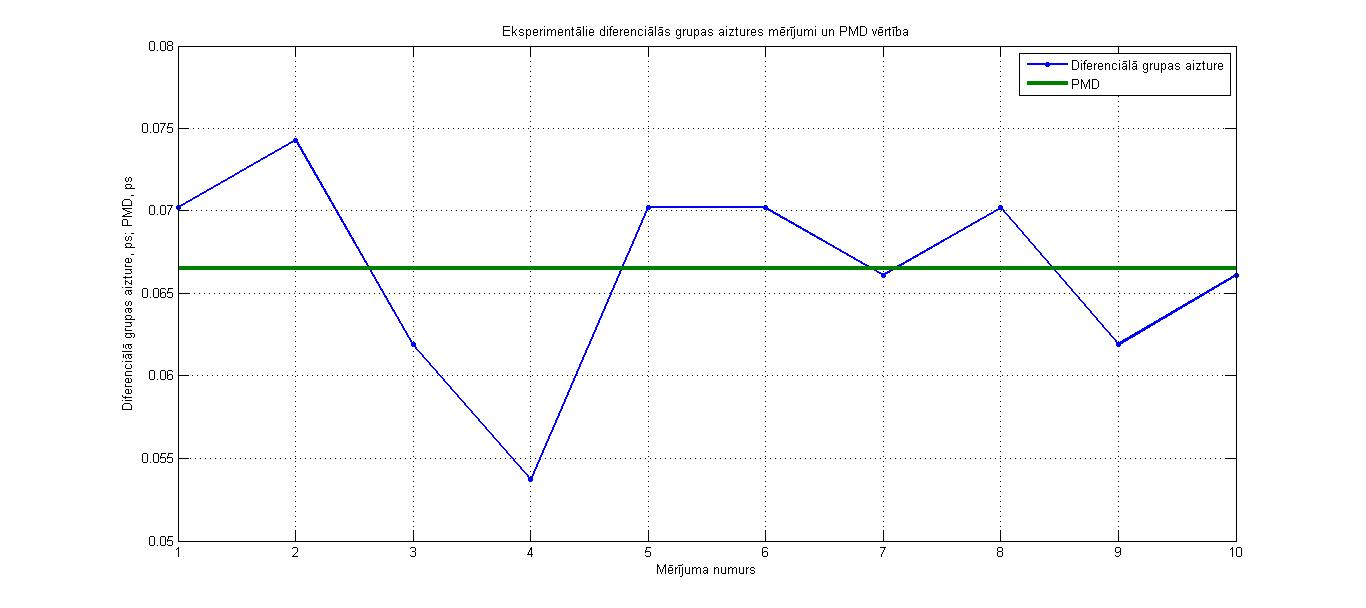 Eksperimentālie diferenciālās grupas aiztures mērījumi un PMD vērtība
Diferenciālā grupas aizture
PMD
Diferenciālā grupas aizture, ps; PMD, ps
0.08
0.075
0.07
0.065
0.06
0.055
0.05
1 2 3 4 5 6 7 8 9 10
Mērījuma numurs